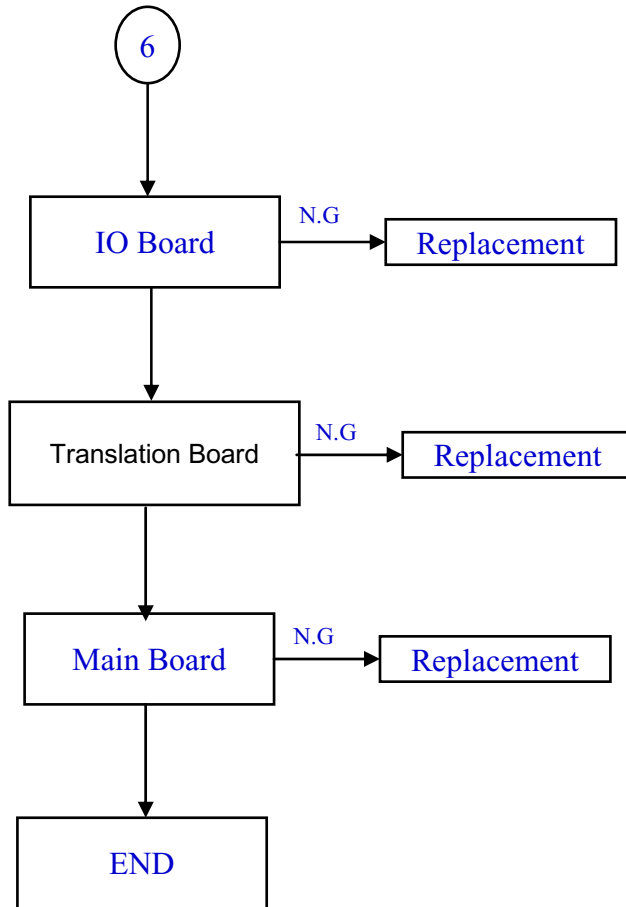 6
IO Board
N.G
Replacement
Translation Board
N.G
Replacement
Main Board
N.G
Replacement
END